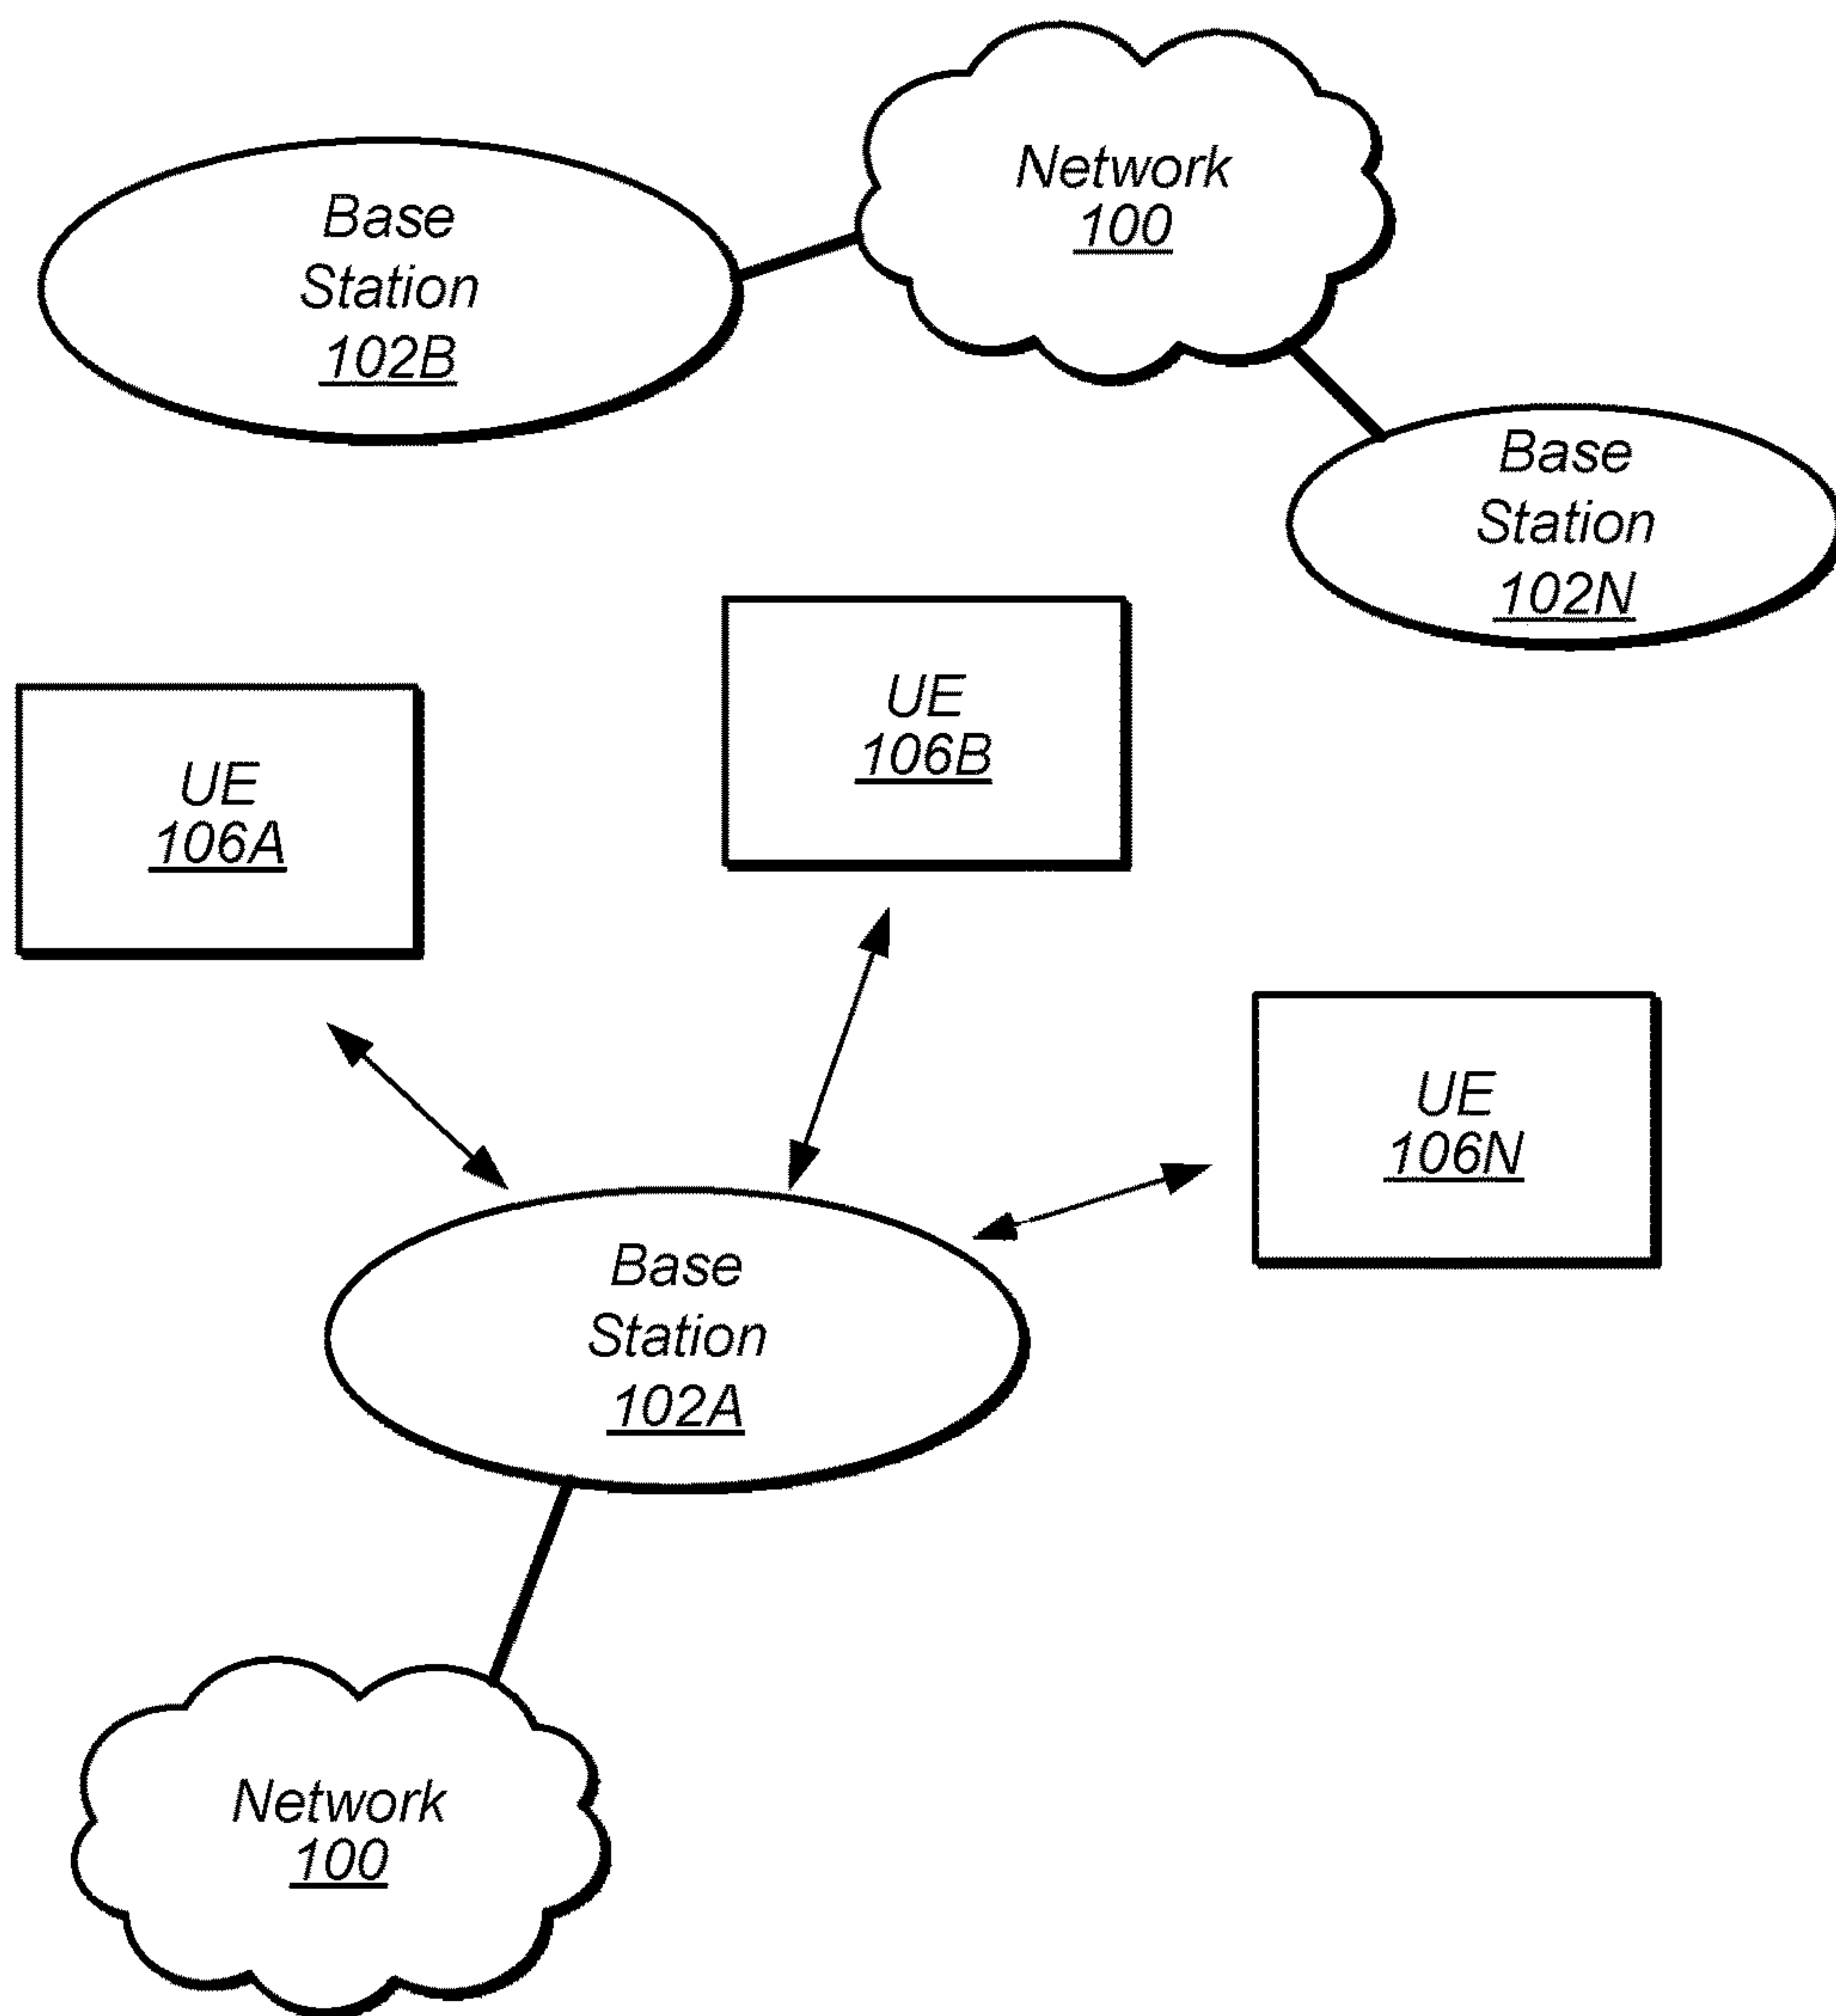 Network
100
Base
Station
102B
Base
Station
102N
UE
106B
UE
106A
UE
106N
Base
Station
102A
Network
100